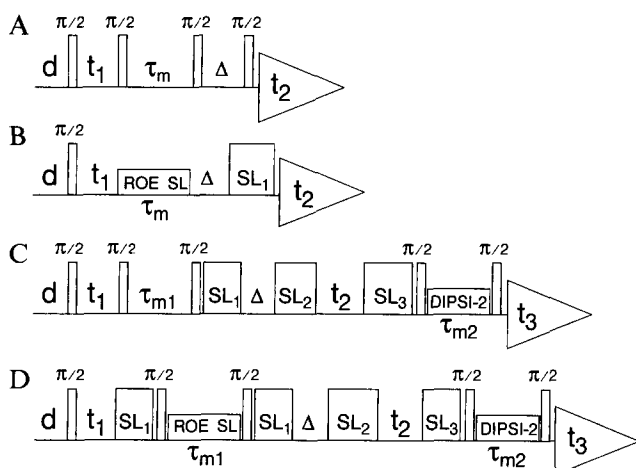 A
π/2 π/2 π/2 π/2
d t₁ τₘ Δ t₂
B
π/2
d t₁ ROE SL Δ SL₁ t₂
τₘ
C
π/2 π/2 π/2 π/2 π/2
d t₁ τₘ₁ SL₁ Δ SL₂ t₂ SL₃ DIPSI-2 t₃
τₘ₂
D
π/2 π/2 π/2 π/2 π/2
d t₁ SL₁ ROE SL SL₁ Δ SL₂ t₂ SL₃ DIPSI-2 t₃
τₘ₁ τₘ₂